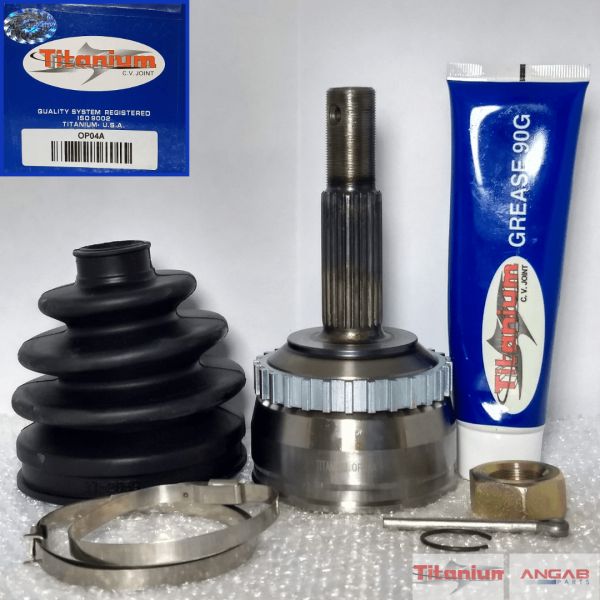 Titanium
C.V. JOINT
QUALITY SYSTEM REGISTERED
ISO 9002
TITANIUM- U.S.A.
OP04A
GREASE 90G
Titanium
C.V. JOINT
Titanium
ANGAB
PARTS